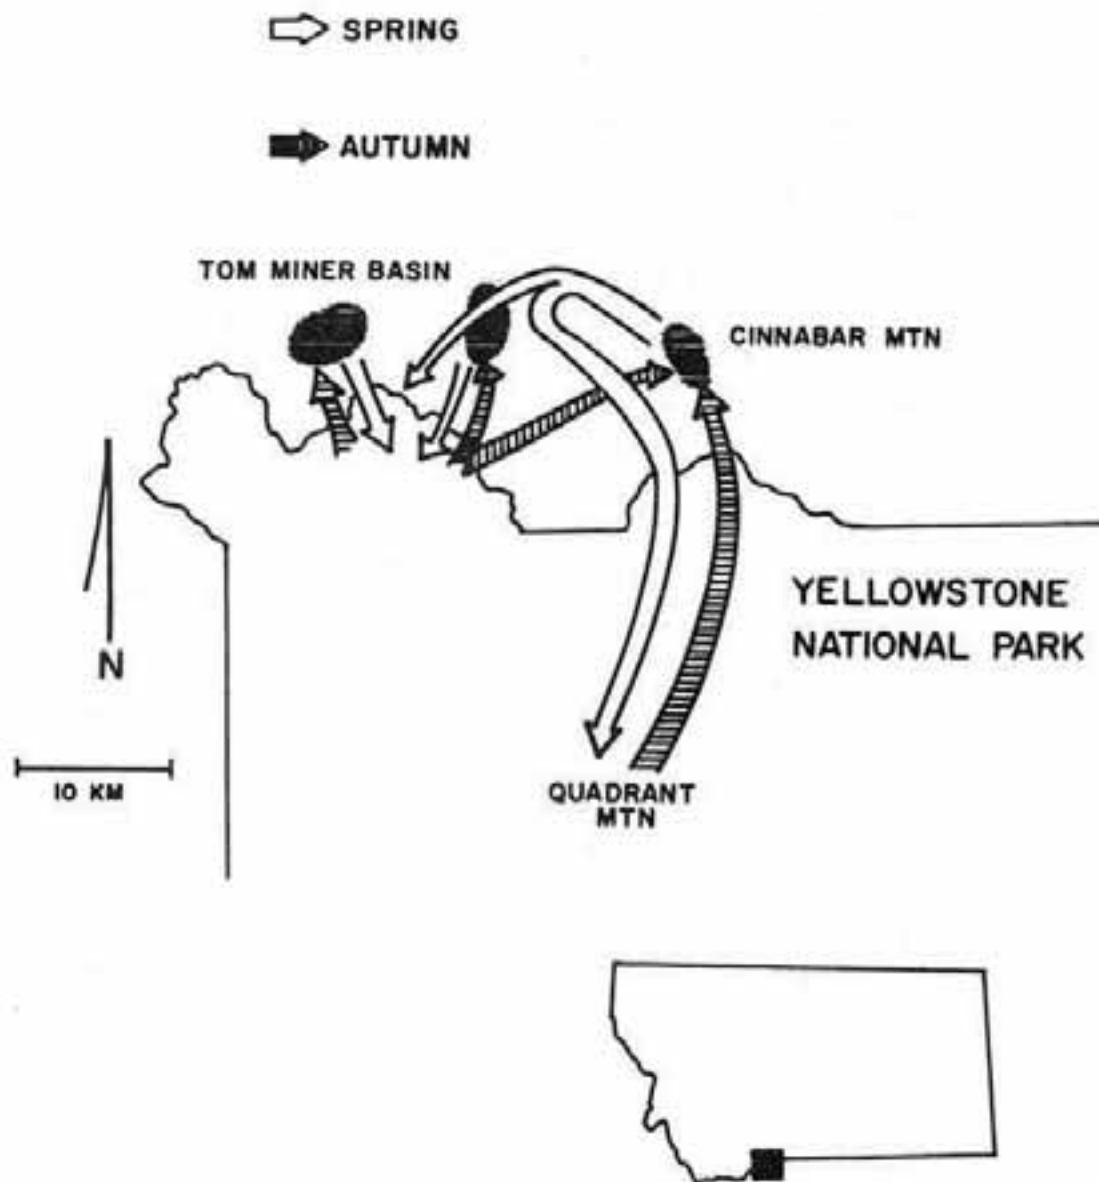 SPRING
AUTUMN
TOM MINER BASIN
CINNABAR MTN
YELLOWSTONE
NATIONAL PARK
N
10 KM
QUADRANT
MTN